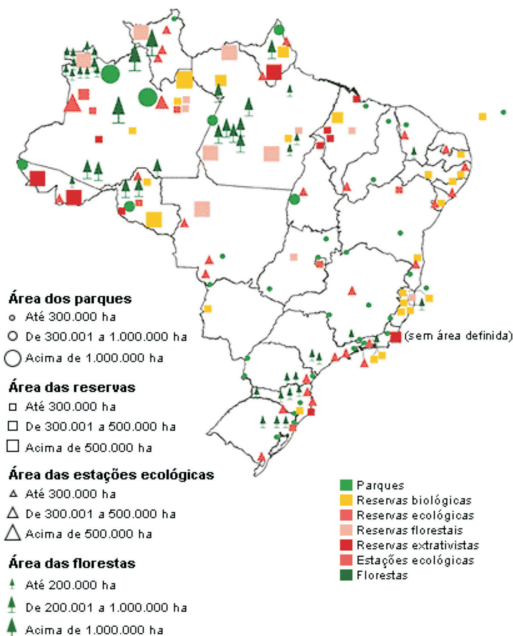 (sem área definida)
Área dos parques
Até 300.000 ha
De 300.001 a 1.000.000 ha
Acima de 1.000.000 ha
Área das reservas
Até 300.000 ha
De 300.001 a 500.000 ha
Acima de 500.000 ha
Área das estações ecológicas
Até 300.000 ha
De 300.001 a 500.000 ha
Acima de 500.000 ha
Área das florestas
Até 200.000 ha
De 200.001 a 1.000.000 ha
Acima de 1.000.000 ha
Parques
Reservas biológicas
Reservas ecológicas
Reservas florestais
Reservas extrativistas
Estações ecológicas
Florestas